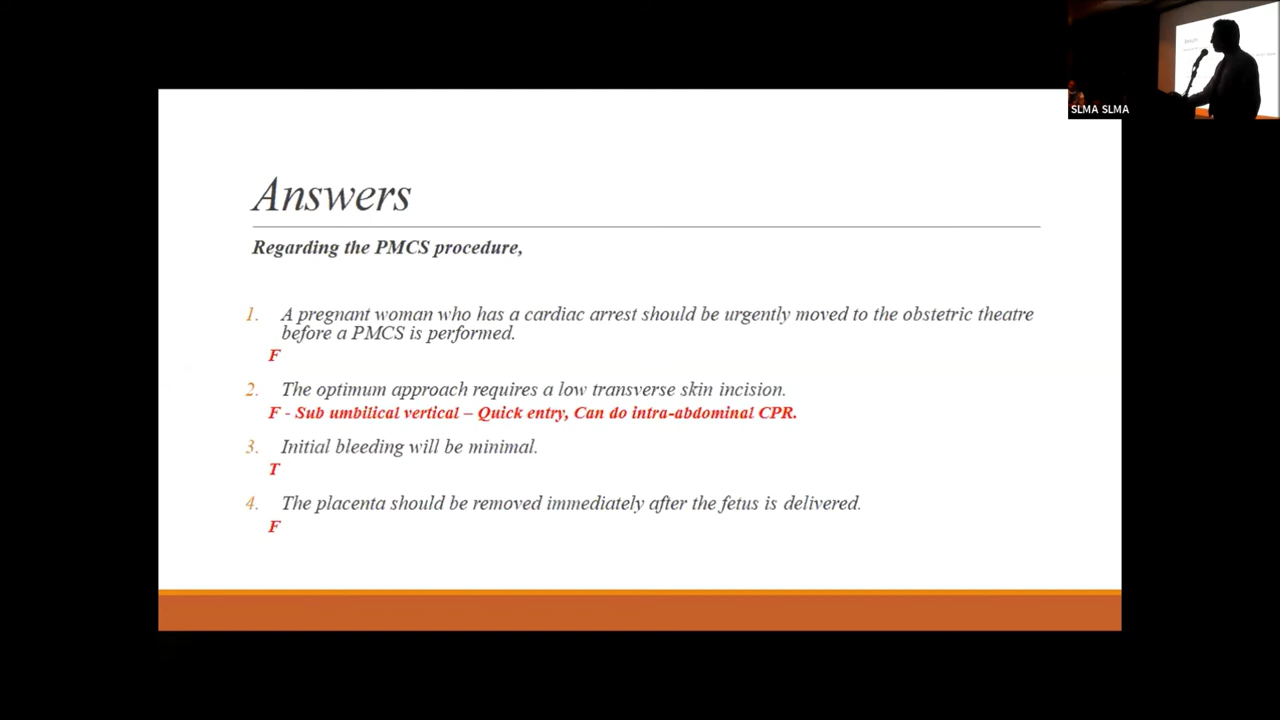 SLMA SLMA
Answers
Regarding the PMCS procedure,
1. A pregnant woman who has a cardiac arrest should be urgently moved to the obstetric theatre
before a PMCS is performed.
F
2. The optimum approach requires a low transverse skin incision.
F - Sub umbilical vertical – Quick entry, Can do intra-abdominal CPR.
3. Initial bleeding will be minimal.
T
4. The placenta should be removed immediately after the fetus is delivered.
F